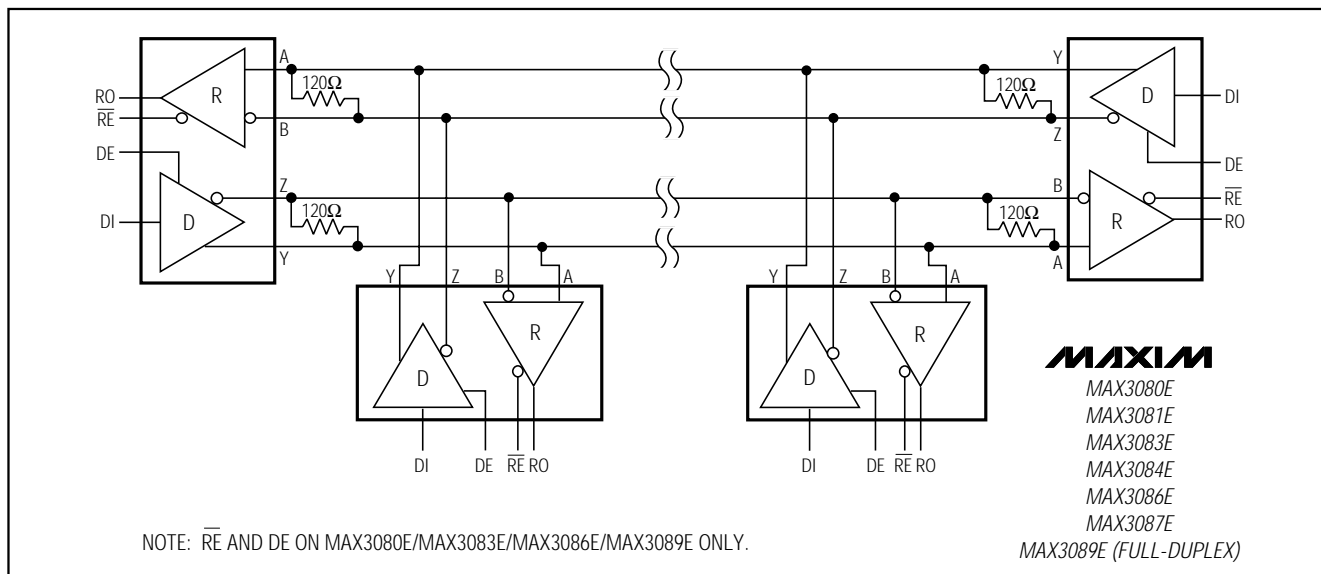 A
120Ω
R
RO
RE
B
DE
Z
120Ω
DI
D
Y
Y
120Ω
D
DI
Z
DE
B
RE
120Ω
R
RO
A
Y Z B A
R
D
DI DE RE RO
Y Z B A
R
D
DI DE RE RO
MAXIM
MAX3080E
MAX3081E
MAX3083E
MAX3084E
MAX3086E
MAX3087E
MAX3089E (FULL-DUPLEX)
NOTE: RE AND DE ON MAX3080E/MAX3083E/MAX3086E/MAX3089E ONLY.